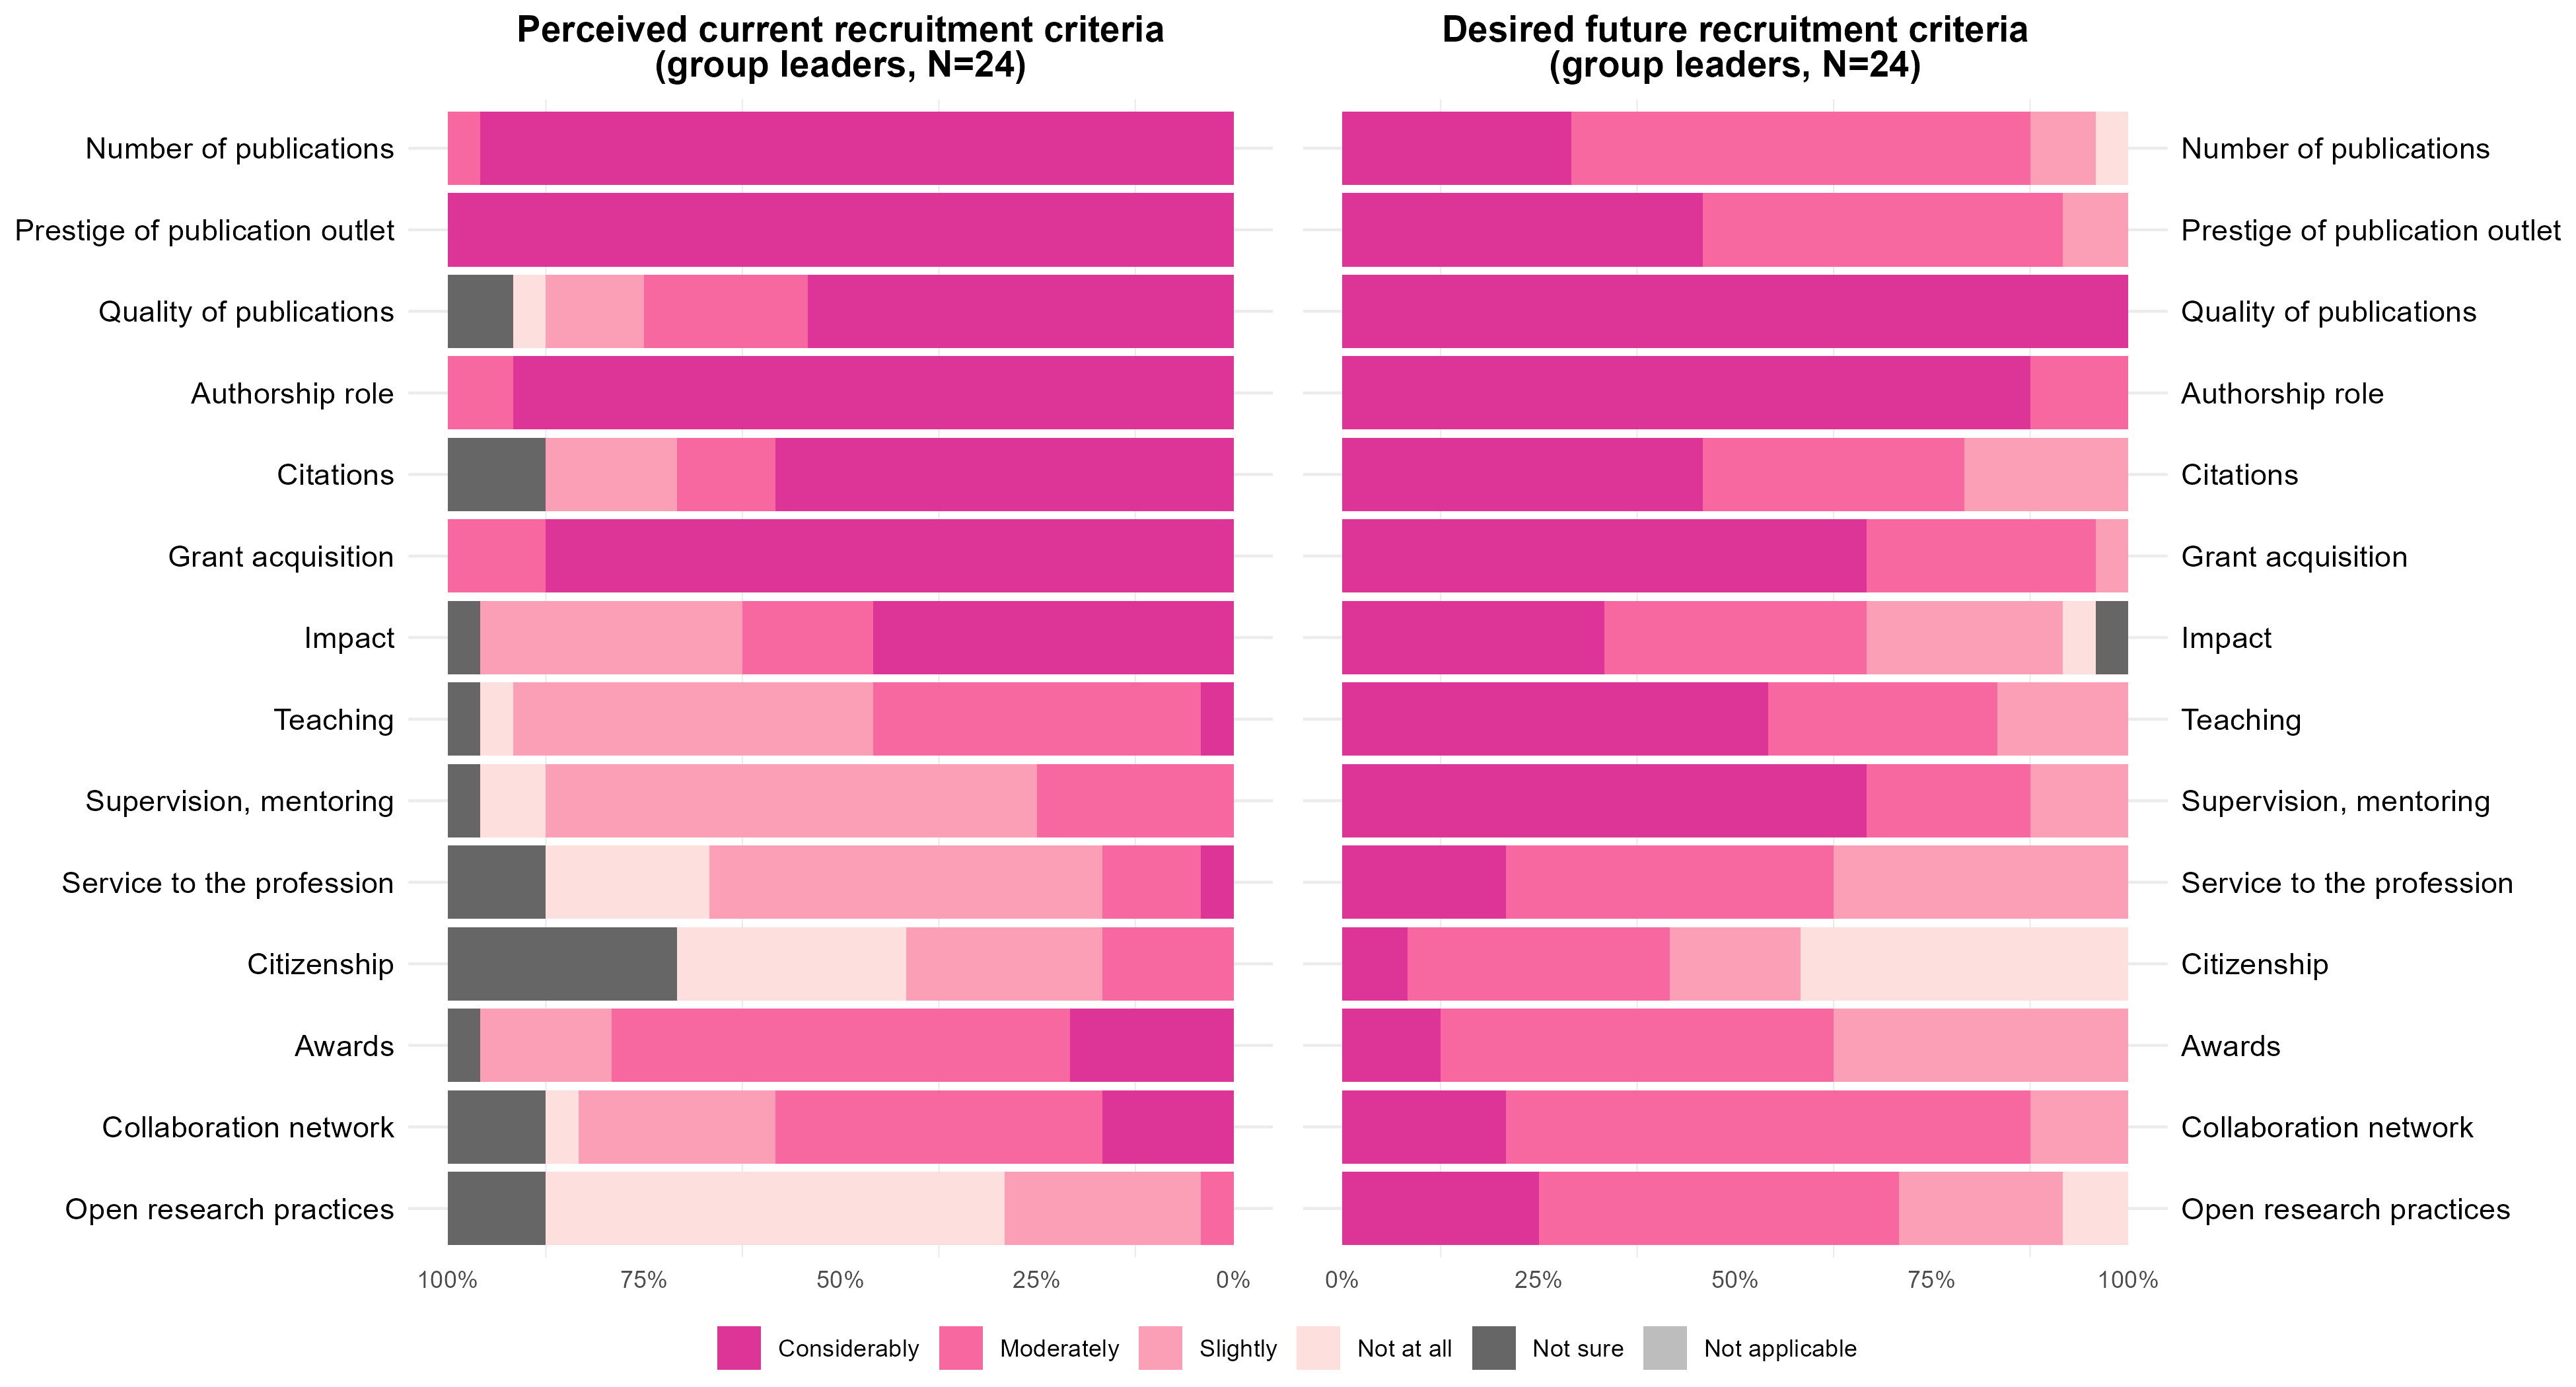 Perceived current recruitment criteria
(group leaders, N=24)
Desired future recruitment criteria
(group leaders, N=24)
Number of publications
Prestige of publication outlet
Quality of publications
Authorship role
Citations
Grant acquisition
Impact
Teaching
Supervision, mentoring
Service to the profession
Citizenship
Awards
Collaboration network
Open research practices
Number of publications
Prestige of publication outlet
Quality of publications
Authorship role
Citations
Grant acquisition
Impact
Teaching
Supervision, mentoring
Service to the profession
Citizenship
Awards
Collaboration network
Open research practices
100% 75% 50% 25% 0%
0% 25% 50% 75% 100%
Considerably Moderately Slightly Not at all Not sure Not applicable